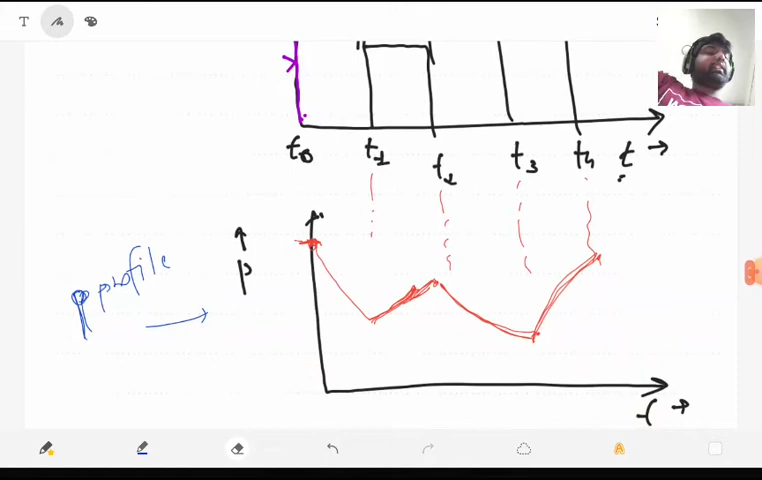 t0 t1 t2 t3 t4 t →
p
p profile
t →